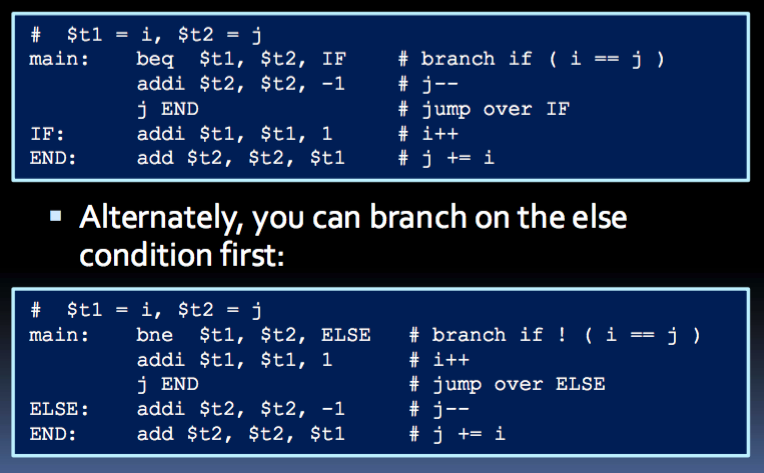 #  $t1 = i, $t2 = j
main:    beq  $t1, $t2, IF    # branch if ( i == j )
         addi $t2, $t2, -1    # j--
         j END                # jump over IF
IF:      addi $t1, $t1, 1     # i++
END:     add $t2, $t2, $t1    # j += i
▪ Alternately, you can branch on the else
condition first:
#  $t1 = i, $t2 = j
main:    bne  $t1, $t2, ELSE   # branch if ! ( i == j )
         addi $t1, $t1, 1      # i++
         j END                 # jump over ELSE
ELSE:    addi $t2, $t2, -1     # j--
END:     add $t2, $t2, $t1     # j += i